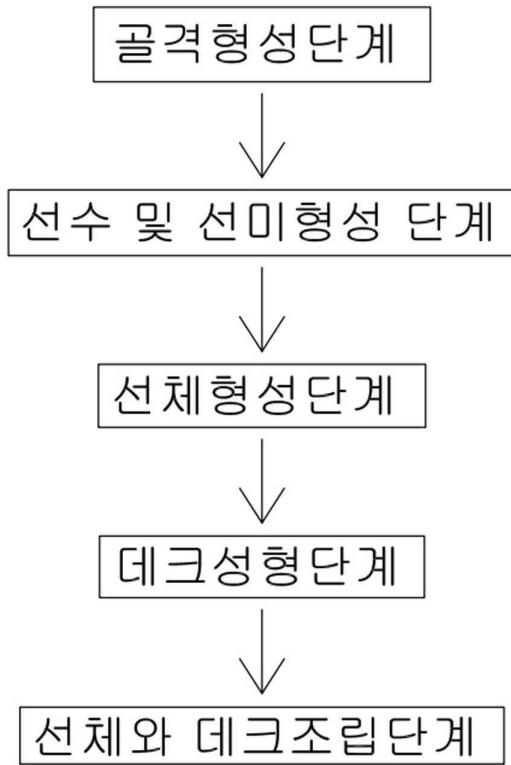 골격형성단계
선수 및 선미형성 단계
선체형성단계
데크성형단계
선체와 데크조립단계